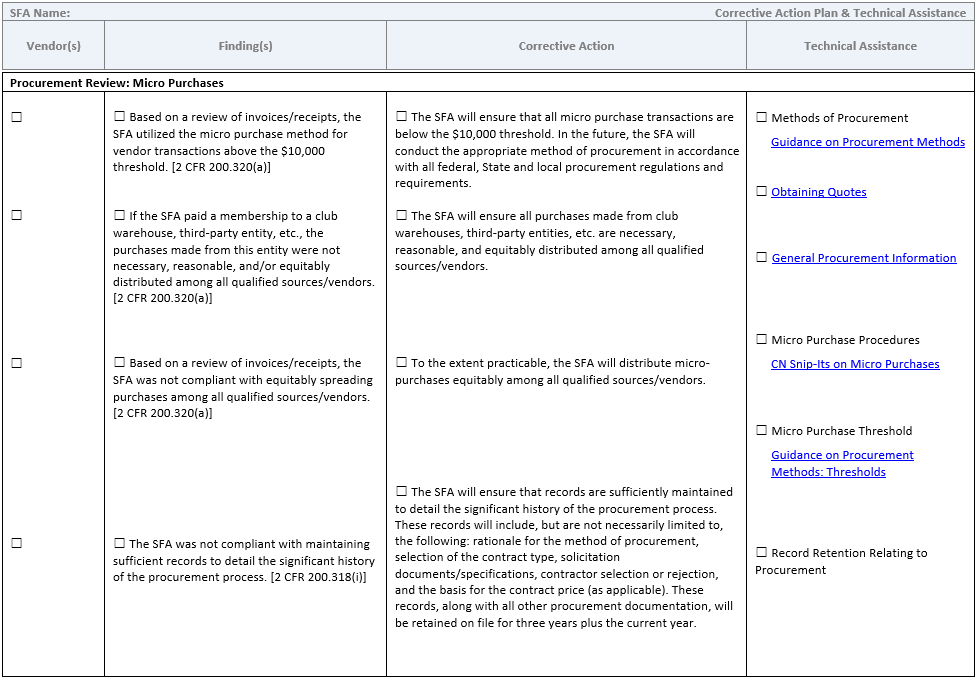 SFA Name:
Corrective Action Plan & Technical Assistance
Vendor(s)
Finding(s)
Corrective Action
Technical Assistance
Procurement Review: Micro Purchases
☐
☐ Based on a review of invoices/receipts, the
SFA utilized the micro purchase method for
vendor transactions above the $10,000
threshold. [2 CFR 200.320(a)]
☐ The SFA will ensure that all micro purchase transactions are
below the $10,000 threshold. In the future, the SFA will
conduct the appropriate method of procurement in accordance
with all federal, State and local procurement regulations and
requirements.
☐ Methods of Procurement
Guidance on Procurement Methods
☐ Obtaining Quotes
☐
☐ If the SFA paid a membership to a club
warehouse, third-party entity, etc., the
purchases made from this entity were not
necessary, reasonable, and/or equitably
distributed among all qualified sources/vendors.
[2 CFR 200.320(a)]
☐ The SFA will ensure all purchases made from club
warehouses, third-party entities, etc. are necessary,
reasonable, and equitably distributed among all qualified
sources/vendors.
☐ General Procurement Information
☐ Micro Purchase Procedures
CN Snip-Its on Micro Purchases
☐
☐ Based on a review of invoices/receipts, the
SFA was not compliant with equitably spreading
purchases among all qualified sources/vendors.
[2 CFR 200.320(a)]
☐ To the extent practicable, the SFA will distribute micro-
purchases equitably among all qualified sources/vendors.
☐ Micro Purchase Threshold
Guidance on Procurement
Methods: Thresholds
☐
☐ The SFA was not compliant with maintaining
sufficient records to detail the significant history
of the procurement process. [2 CFR 200.318(i)]
☐ The SFA will ensure that records are sufficiently maintained
to detail the significant history of the procurement process.
These records will include, but are not necessarily limited to,
the following: rationale for the method of procurement,
selection of the contract type, solicitation
documents/specifications, contractor selection or rejection,
and the basis for the contract price (as applicable). These
records, along with all other procurement documentation, will
be retained on file for three years plus the current year.
☐ Record Retention Relating to
Procurement